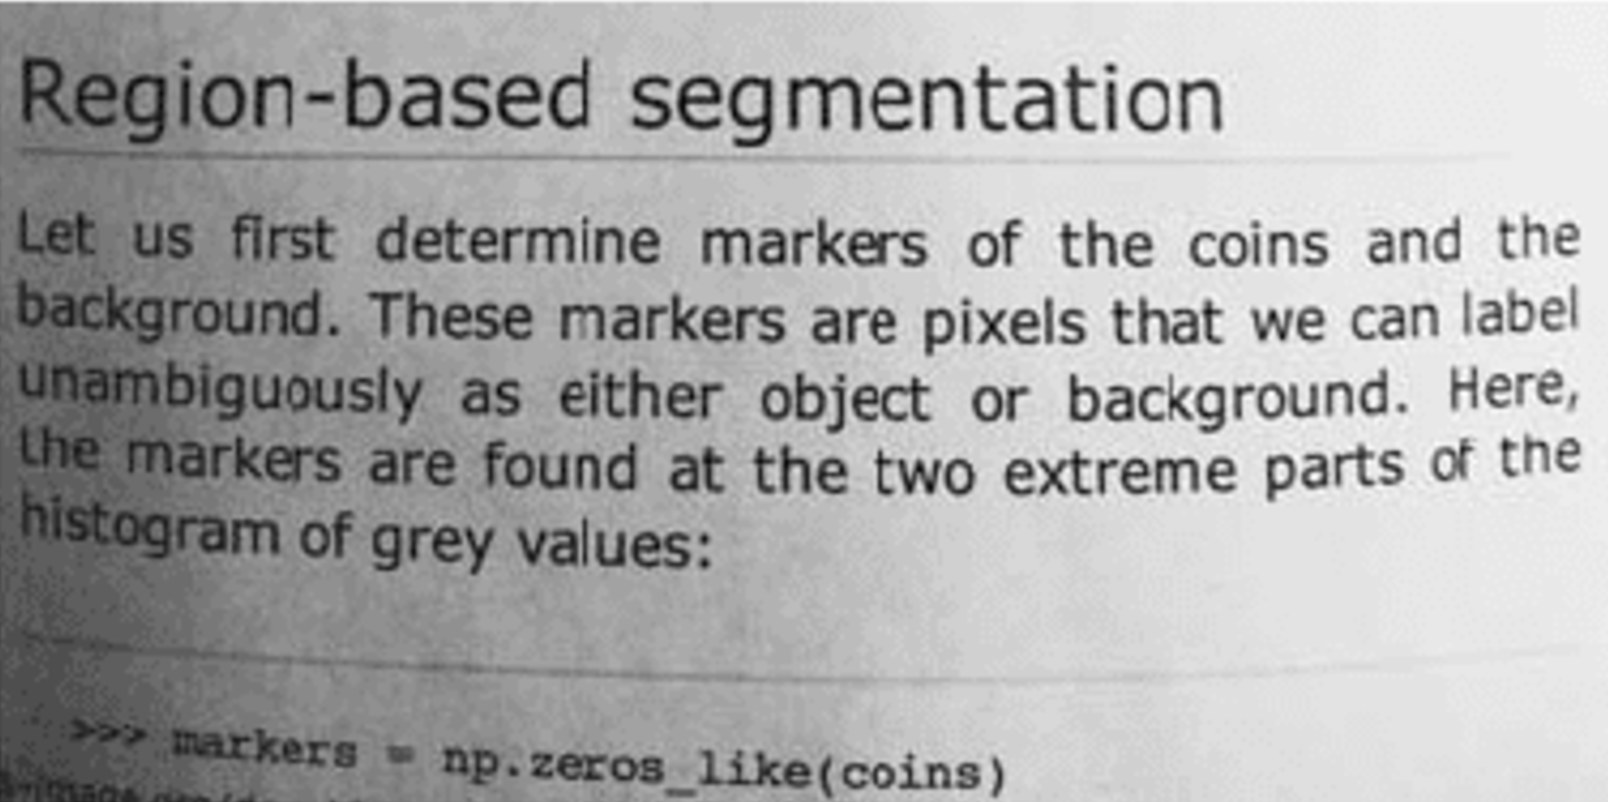 Region-based segmentation
Let us first determine markers of the coins and the
background. These markers are pixels that we can label
unambiguously as either object or background. Here,
the markers are found at the two extreme parts of the
histogram of grey values:
>>> markers = np.zeros_like(coins)